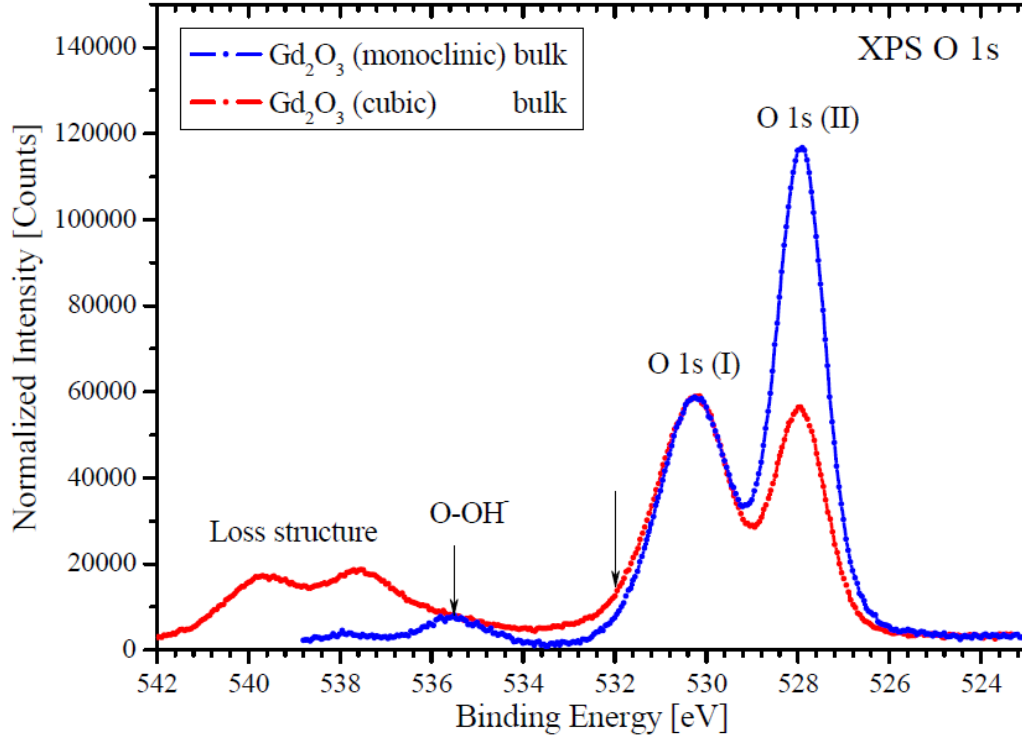 XPS O 1s
Gd₂O₃ (monoclinic) bulk
Gd₂O₃ (cubic) bulk
O 1s (II)
O 1s (I)
O-OH⁻
Loss structure
Normalized Intensity [Counts]
140000
120000
100000
80000
60000
40000
20000
0
542 540 538 536 534 532 530 528 526 524
Binding Energy [eV]